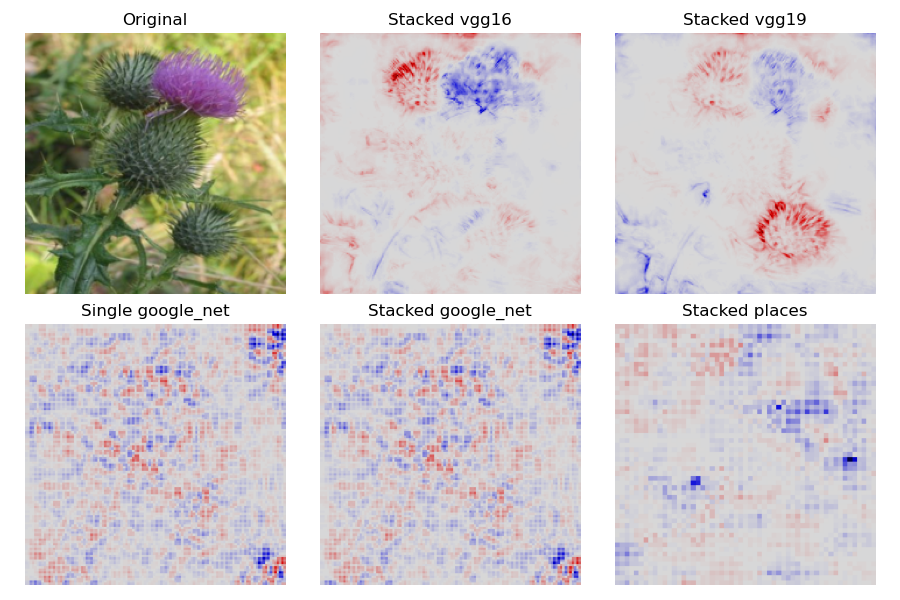 Original
Stacked vgg16
Stacked vgg19
Single google_net
Stacked google_net
Stacked places